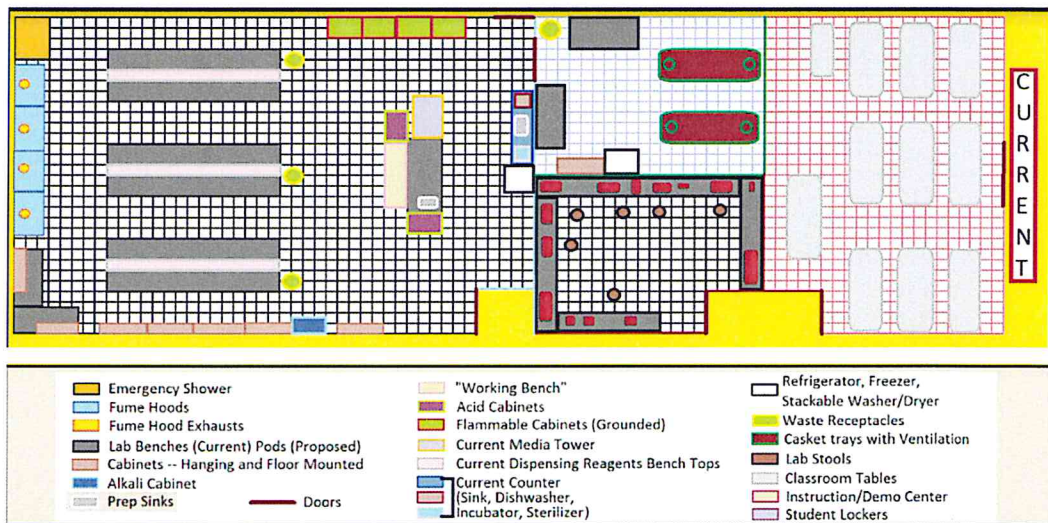 CURRENT
Emergency Shower
Fume Hoods
Fume Hood Exhausts
Lab Benches (Current) Pods (Proposed)
Cabinets -- Hanging and Floor Mounted
Alkali Cabinet
Prep Sinks
Doors
"Working Bench"
Acid Cabinets
Flammable Cabinets (Grounded)
Current Media Tower
Current Dispensing Reagents Bench Tops
Current Counter
(Sink, Dishwasher,
Incubator, Sterilizer)
Refrigerator, Freezer,
Stackable Washer/Dryer
Waste Receptacles
Casket trays with Ventilation
Lab Stools
Classroom Tables
Instruction/Demo Center
Student Lockers